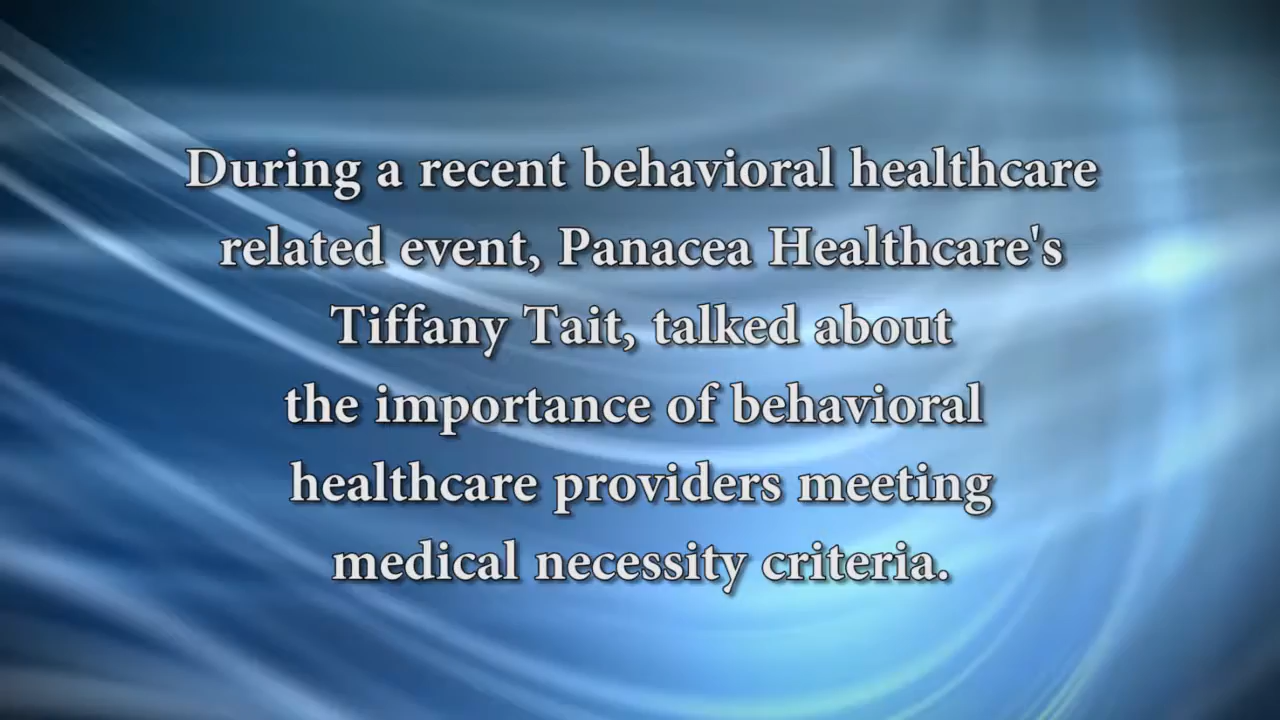 During a recent behavioral healthcare
related event, Panacea Healthcare's
Tiffany Tait, talked about
the importance of behavioral
healthcare providers meeting
medical necessity criteria.